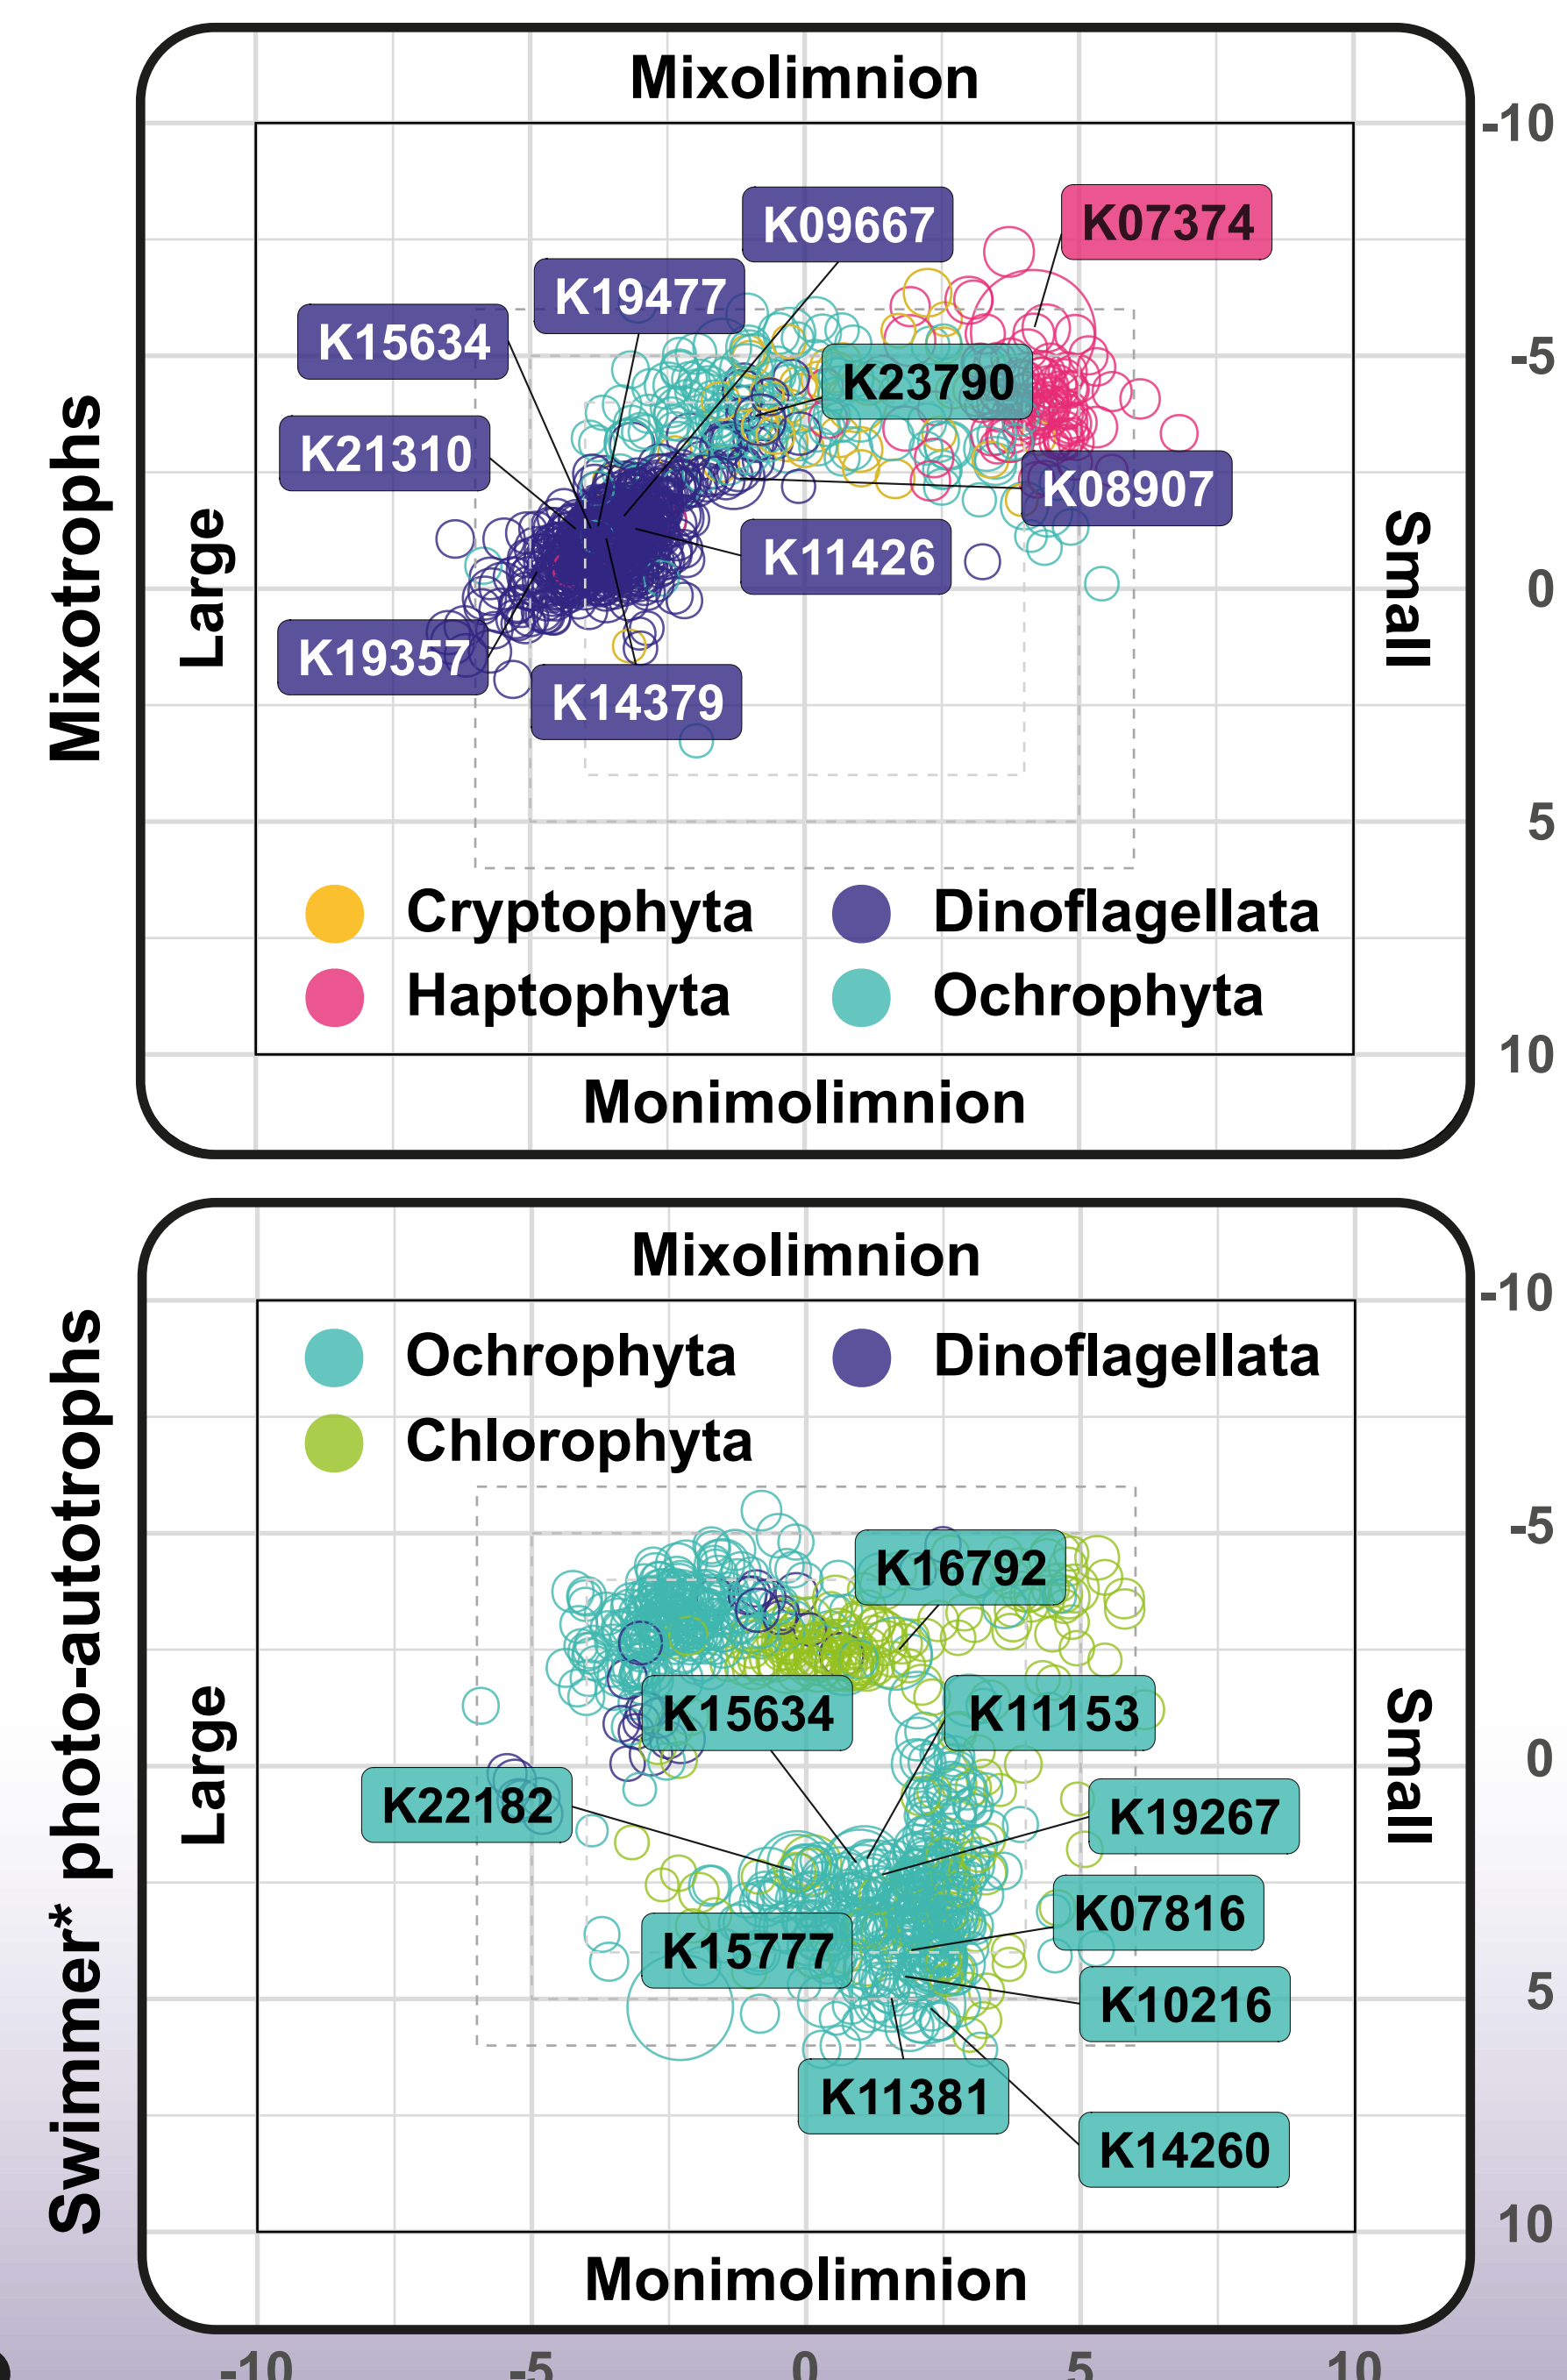 Mixotrophs
Mixolimnion
-10
K09667
K07374
K19477
K15634
-5
K23790
K21310
K08907
Large
Small
K11426
0
K19357
K14379
5
Cryptophyta
Dinoflagellata
Haptophyta
Ochrophyta
10
Monimolimnion
Swimmer* photo-autotrophs
Mixolimnion
-10
Ochrophyta
Dinoflagellata
Chlorophyta
-5
K16792
Large
Small
K15634
K11153
0
K22182
K19267
K07816
K15777
K10216
5
K11381
K14260
10
Monimolimnion
-10 -5 0 5 10